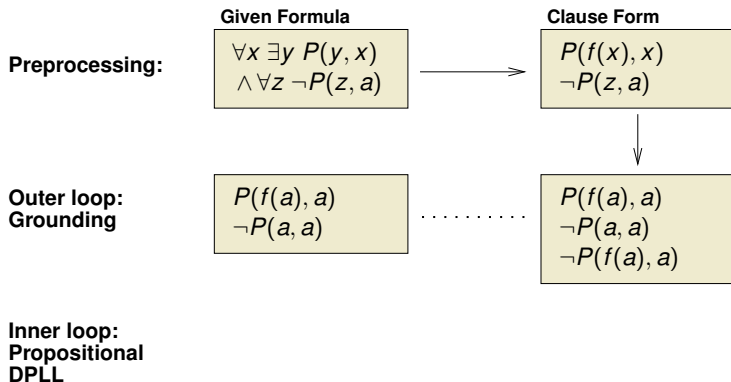 Given Formula
Clause Form
Preprocessing:
∀x ∃y P(y, x)
∧ ∀z ¬P(z, a)
P(f(x), x)
¬P(z, a)
Outer loop:
Grounding
P(f(a), a)
¬P(a, a)
P(f(a), a)
¬P(a, a)
¬P(f(a), a)
Inner loop:
Propositional
DPLL